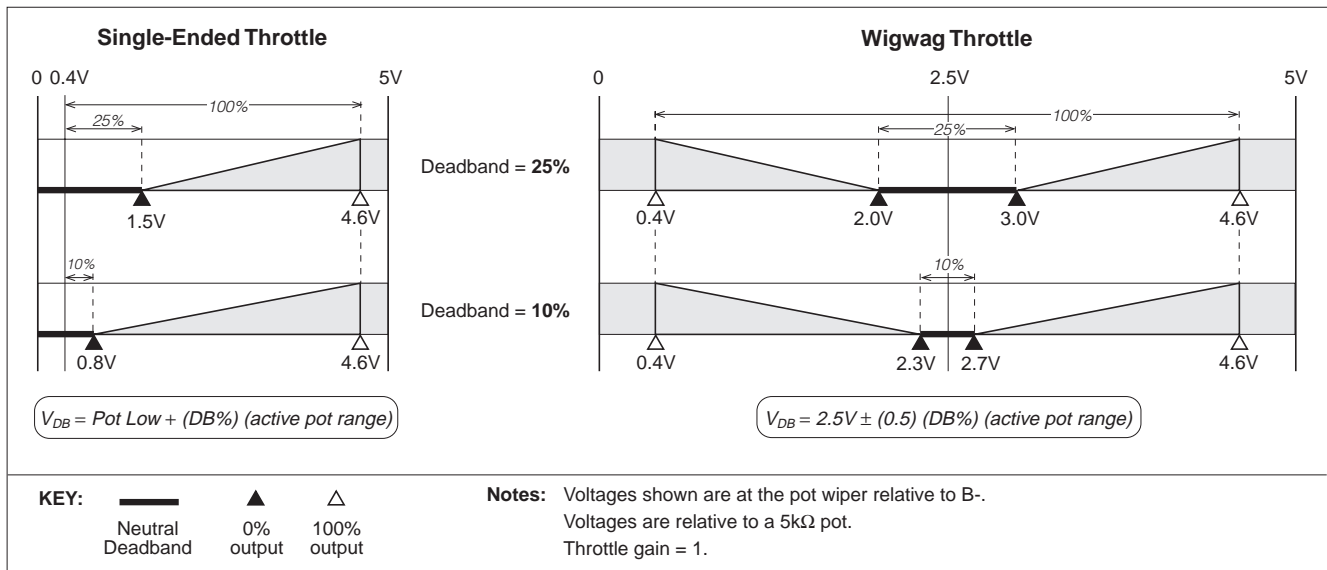 Single-Ended Throttle
Wigwag Throttle
0 0.4V 5V
0 2.5V 5V
100%
25%
100%
25%
Deadband = 25%
1.5V 4.6V
0.4V 2.0V 3.0V 4.6V
10%
10%
Deadband = 10%
0.8V 4.6V
0.4V 2.3V 2.7V 4.6V
VDB = Pot Low + (DB%) (active pot range)
VDB = 2.5V ± (0.5) (DB%) (active pot range)
KEY:
Neutral Deadband
0% output
100% output
Notes: Voltages shown are at the pot wiper relative to B-.
Voltages are relative to a 5kΩ pot.
Throttle gain = 1.